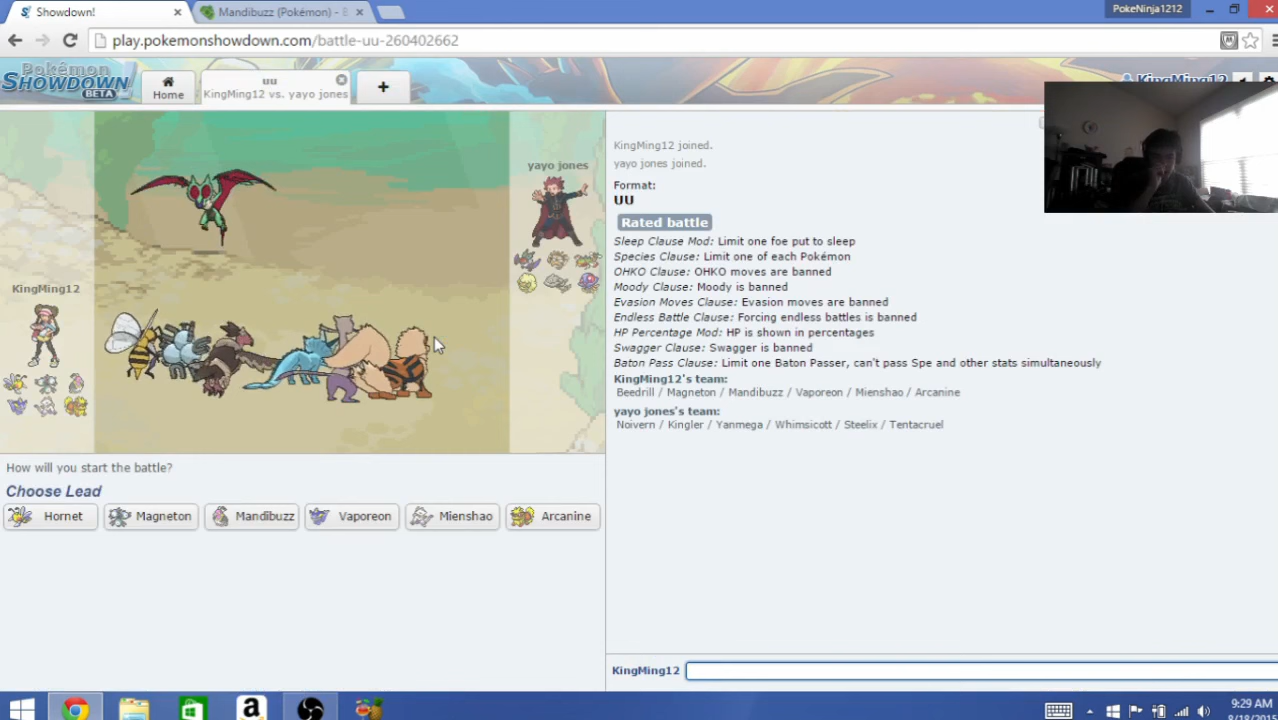 PokeNinja1212
Showdown!
Mandibuzz (Pokémon) -
play.pokemonshowdown.com/battle-uu-260402662
Pokémon
SHOWDOWN
BETA
Home
uu
KingMing12 vs. yayo jones
+
KingMing12
yayo jones
KingMing12
KingMing12 joined.
yayo jones joined.
Format:
UU
Rated battle
Sleep Clause Mod: Limit one foe put to sleep
Species Clause: Limit one of each Pokémon
OHKO Clause: OHKO moves are banned
Moody Clause: Moody is banned
Evasion Moves Clause: Evasion moves are banned
Endless Battle Clause: Forcing endless battles is banned
HP Percentage Mod: HP is shown in percentages
Swagger Clause: Swagger is banned
Baton Pass Clause: Limit one Baton Passer, can't pass Spe and other stats simultaneously
KingMing12's team:
Beedrill / Magneton / Mandibuzz / Vaporeon / Mienshao / Arcanine
yayo jones's team:
Noivern / Kingler / Yanmega / Whimsicott / Steelix / Tentacruel
How will you start the battle?
Choose Lead
Hornet
Magneton
Mandibuzz
Vaporeon
Mienshao
Arcanine
KingMing12
9:29 AM